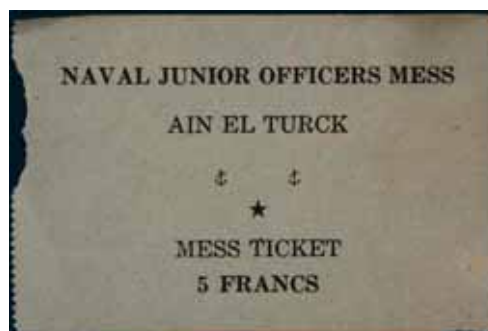 NAVAL JUNIOR OFFICERS MESS
AIN EL TURCK
MESS TICKET
5 FRANCS